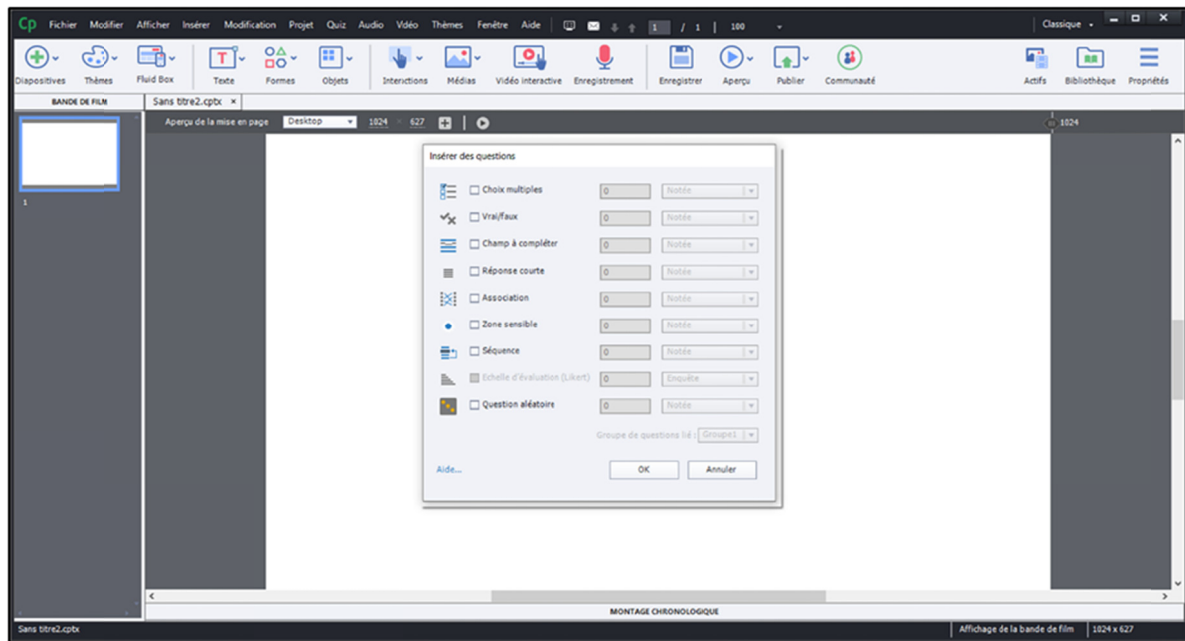 Cp Fichier Modifier Afficher Insérer Modification Projet Quiz Audio Vidéo Thèmes Fenêtre Aide 1 / 1 100 Classique
Diapositives Thèmes Fluid Box Texte Formes Objets Interctions Médias Vidéo interactive Enregistrement Enregistrer Aperçu Publier Communauté Actifs Bibliothèque Propriétés
BANDE DE FILM Sans titre2.cptx ×
Aperçu de la mise en page Desktop 1024 × 627 1024
1
Insérer des questions
Choix multiples 0 Notée
Vrai/faux 0 Notée
Champ à compléter 0 Notée
Réponse courte 0 Notée
Association 0 Notée
Zone sensible 0 Notée
Séquence 0 Notée
Echelle d'évaluation (Likert) 0 Enquête
Question aléatoire 0 Notée
Groupe de questions lié : Groupe1
Aide... OK Annuler
MONTAGE CHRONOLOGIQUE
Sans titre2.cptx Affichage de la bande de film 1024 x 627